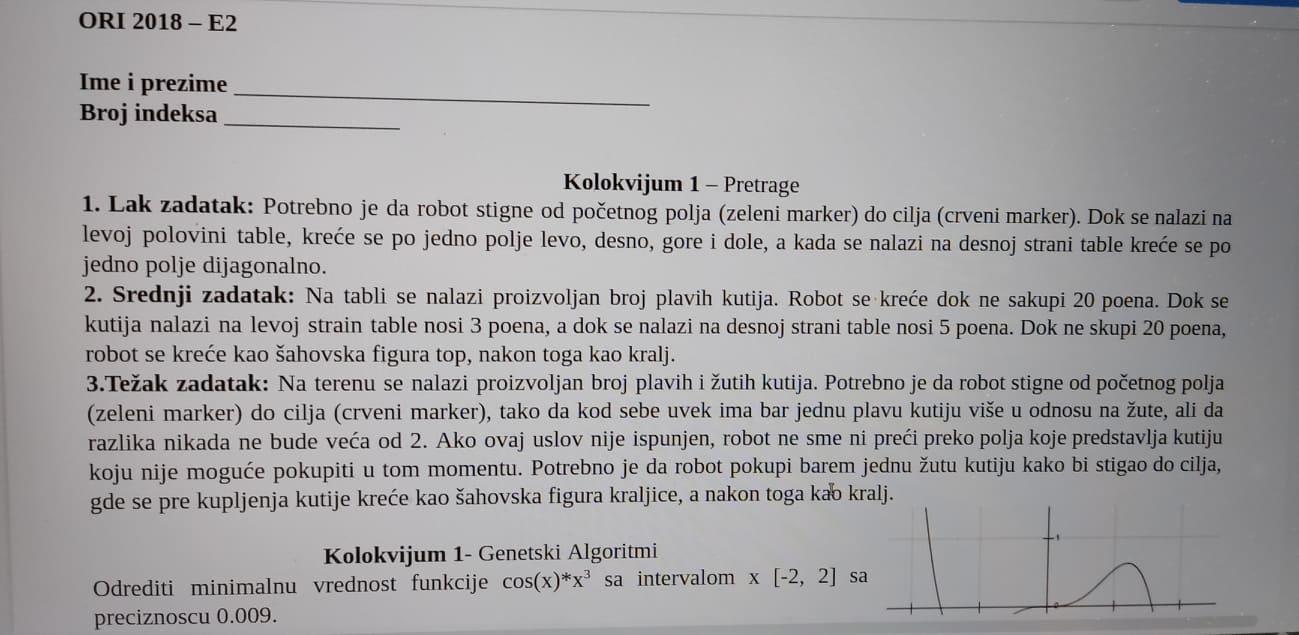 ORI 2018 – E2
Ime i prezime
Broj indeksa
Kolokvijum 1 – Pretrage
1. Lak zadatak: Potrebno je da robot stigne od početnog polja (zeleni marker) do cilja (crveni marker). Dok se nalazi na
levoj polovini table, kreće se po jedno polje levo, desno, gore i dole, a kada se nalazi na desnoj strani table kreće se po
jedno polje dijagonalno.
2. Srednji zadatak: Na tabli se nalazi proizvoljan broj plavih kutija. Robot se kreće dok ne sakupi 20 poena. Dok se
kutija nalazi na levoj strain table nosi 3 poena, a dok se nalazi na desnoj strani table nosi 5 poena. Dok ne skupi 20 poena,
robot se kreće kao šahovska figura top, nakon toga kao kralj.
3.Težak zadatak: Na terenu se nalazi proizvoljan broj plavih i žutih kutija. Potrebno je da robot stigne od početnog polja
(zeleni marker) do cilja (crveni marker), tako da kod sebe uvek ima bar jednu plavu kutiju više u odnosu na žute, ali da
razlika nikada ne bude veća od 2. Ako ovaj uslov nije ispunjen, robot ne sme ni preći preko polja koje predstavlja kutiju
koju nije moguće pokupiti u tom momentu. Potrebno je da robot pokupi barem jednu žutu kutiju kako bi stigao do cilja,
gde se pre kupljenja kutije kreće kao šahovska figura kraljice, a nakon toga kao kralj.
Kolokvijum 1- Genetski Algoritmi
Odrediti minimalnu vrednost funkcije cos(x)*x³ sa intervalom x [-2, 2] sa
preciznoscu 0.009.